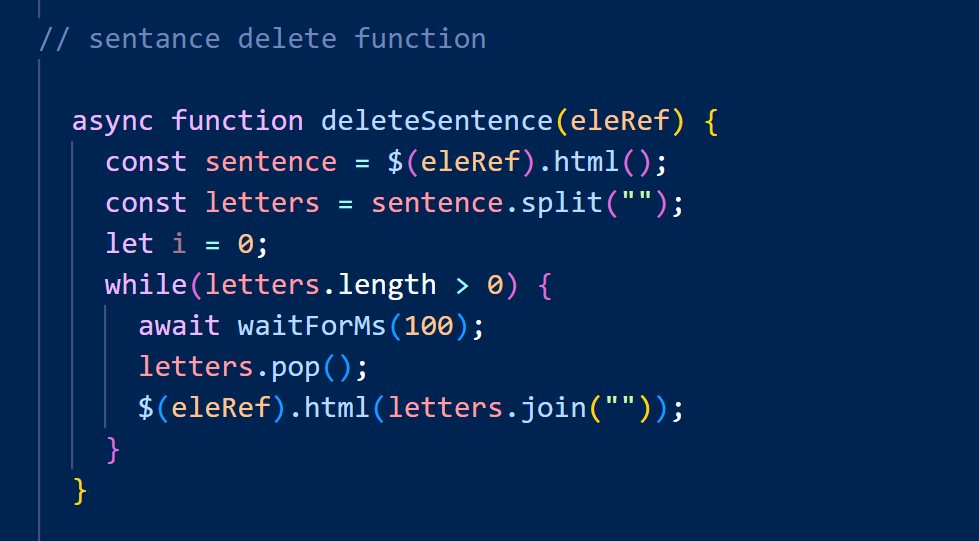 // sentance delete function
async function deleteSentence(eleRef) {
const sentence = $(eleRef).html();
const letters = sentence.split("");
let i = 0;
while(letters.length > 0) {
await waitForMs(100);
letters.pop();
$(eleRef).html(letters.join(""));
}
}